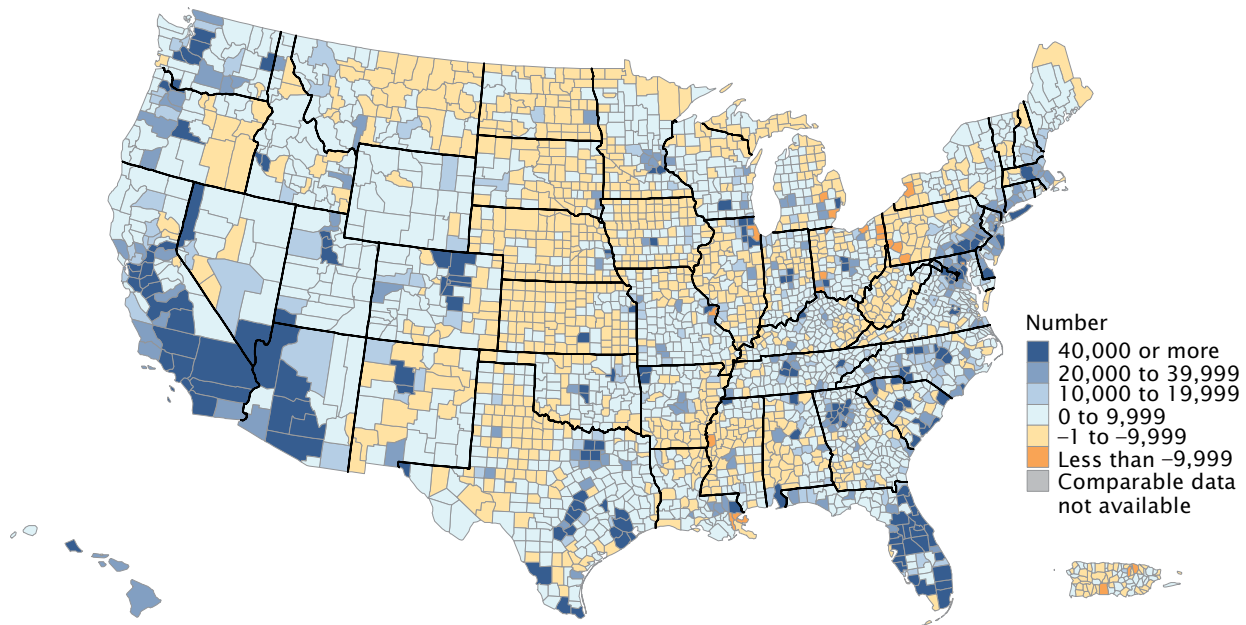 Number
40,000 or more
20,000 to 39,999
10,000 to 19,999
0 to 9,999
–1 to –9,999
Less than –9,999
Comparable data
not available